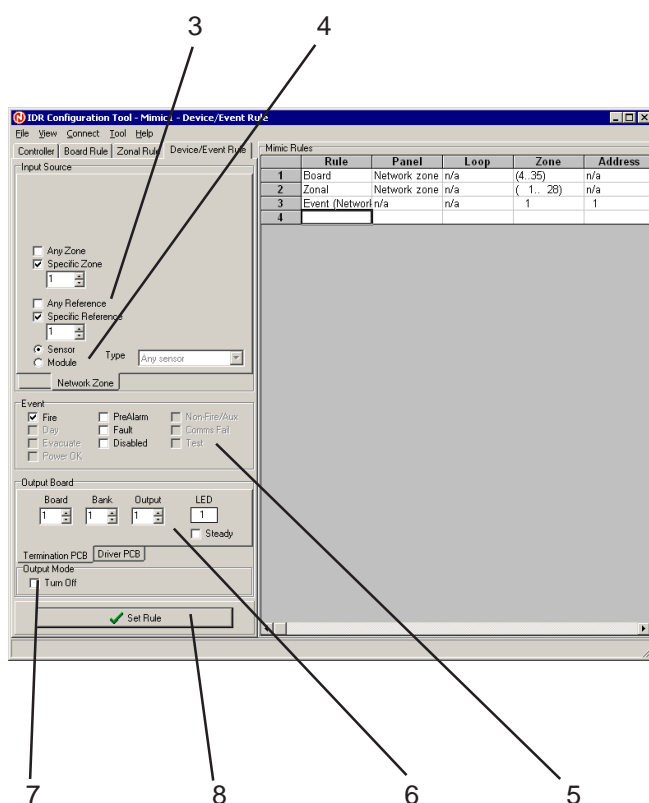 3 4
IDR Configuration Tool - Mimic1 - Device/Event Rule
File View Connect Tool Help
Controller Board Rule Zonal Rule Device/Event Rule
Input Source
Any Zone
Specific Zone
1
Any Reference
Specific Reference
1
Sensor
Module
Type Any sensor
Network Zone
Event
Fire PreAlarm Non-Fire/Aux
Day Fault Comms Fail
Evacuate Disabled Test
Power OK
Output Board
Board Bank Output LED
1 1 1 1
Steady
Termination PCB Driver PCB
Output Mode
Turn Off
Set Rule
Mimic Rules
Rule Panel Loop Zone Address
1 Board Network zone n/a (4..35) n/a
2 Zonal Network zone n/a ( 1.. 28) n/a
3 Event (Network n/a n/a 1 1
4
7 8 6 5